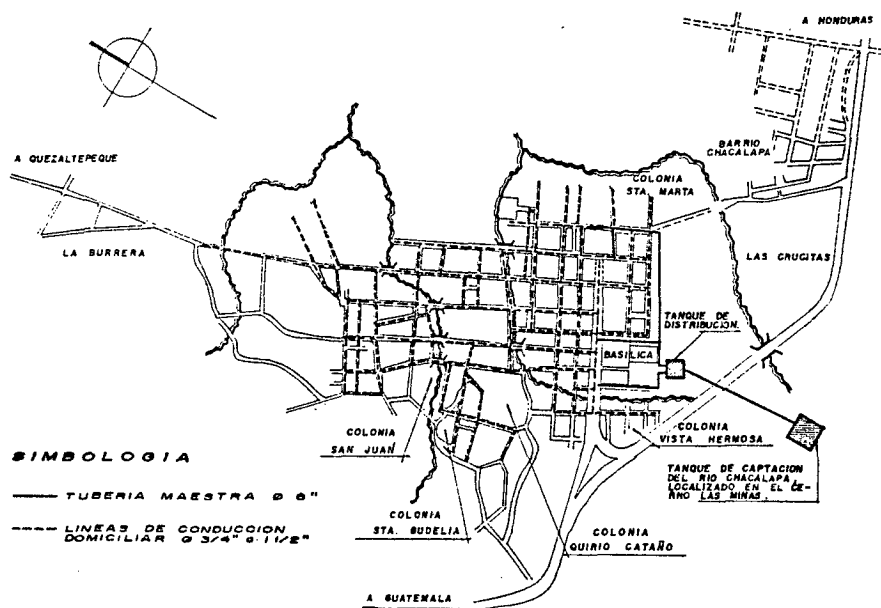 A HONDURAS
A QUEZALTEPEQUE
BARRIO
CHACALAPA
COLONIA
STA. MARTA
LA BURRERA
LAS CRUCITAS
TANQUE DE
DISTRIBUCION.
BASILICA
COLONIA
SAN JUAN
COLONIA
VISTA HERMOSA
SIMBOLOGIA
TUBERIA MAESTRA Ø 6"
LINEAS DE CONDUCCION
DOMICILIAR Ø 3/4" Ø 1 1/2"
TANQUE DE CAPTACION
DEL RIO CHACALAPA,
LOCALIZADO EN EL CE-
RRO LAS MINAS.
COLONIA
STA. BUDELIA
COLONIA
QUIRIO CATAÑO
A GUATEMALA